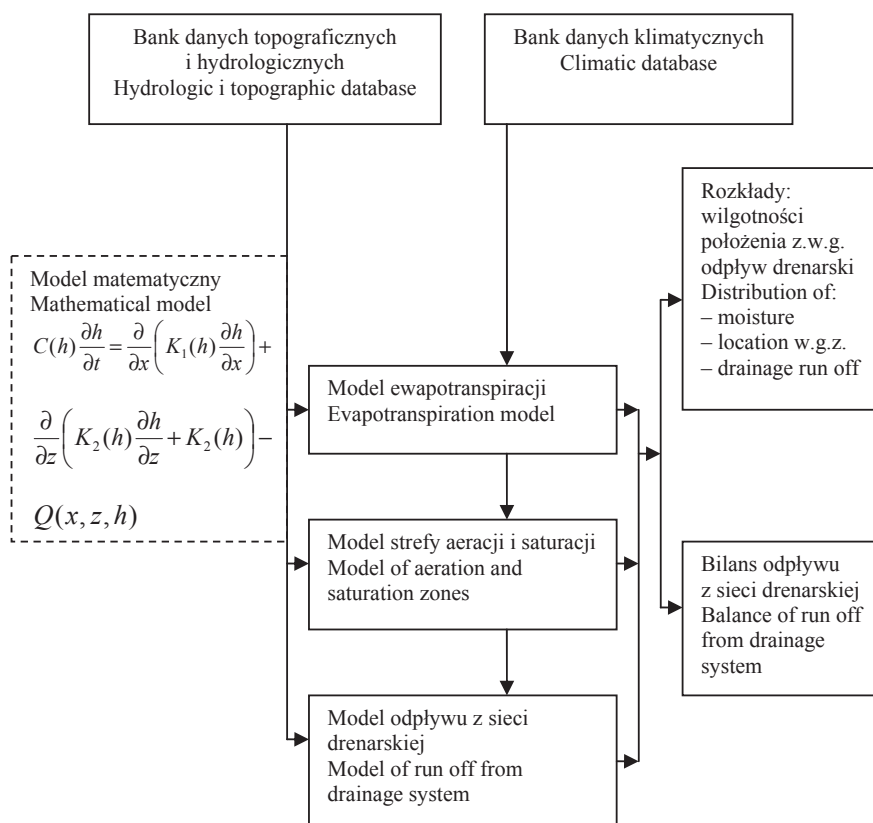 Bank danych topograficznych
i hydrologicznych
Hydrologic i topographic database
Bank danych klimatycznych
Climatic database
Rozkłady:
wilgotności
położenia z.w.g.
odpływ drenarski
Distribution of:
– moisture
– location w.g.z.
– drainage run off
Model matematyczny
Mathematical model
C(h) ∂h/∂t = ∂/∂x (K₁(h) ∂h/∂x) +
∂/∂z (K₂(h) ∂h/∂z + K₂(h)) −
Q(x, z, h)
Model ewapotranspiracji
Evapotranspiration model
Model strefy aeracji i saturacji
Model of aeration and
saturation zones
Bilans odpływu
z sieci drenarskiej
Balance of run off
from drainage
system
Model odpływu z sieci
drenarskiej
Model of run off from
drainage system